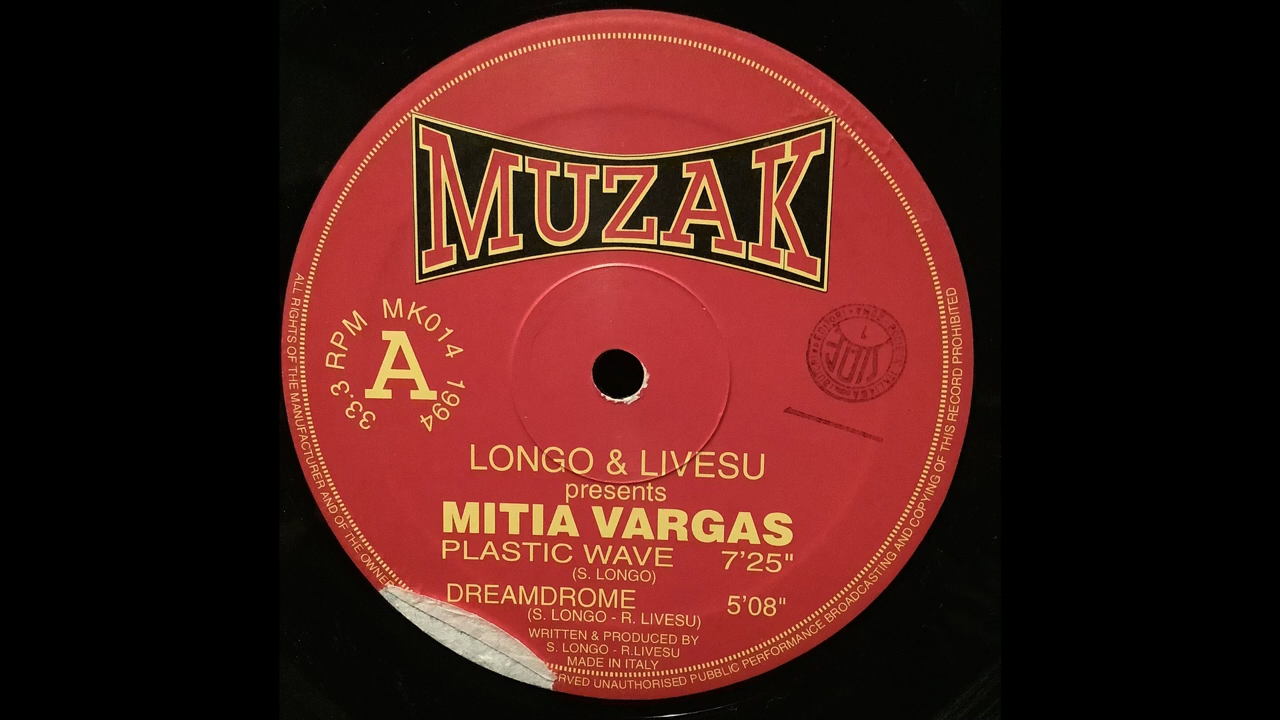 MUZAK
33.3 RPM MK014 1994
A
LONGO & LIVESU
presents
MITIA VARGAS
PLASTIC WAVE 7'25"
(S. LONGO)
DREAMDROME 5'08"
(S. LONGO - R. LIVESU)
WRITTEN & PRODUCED BY
S. LONGO - R.LIVESU
MADE IN ITALY
ALL RIGHTS OF THE MANUFACTURER AND OF THE OWNER
RVED UNAUTHORISED PUBBLIC PERFORMANCE BROADCASTING AND COPYING OF THIS RECORD PROHIBITED